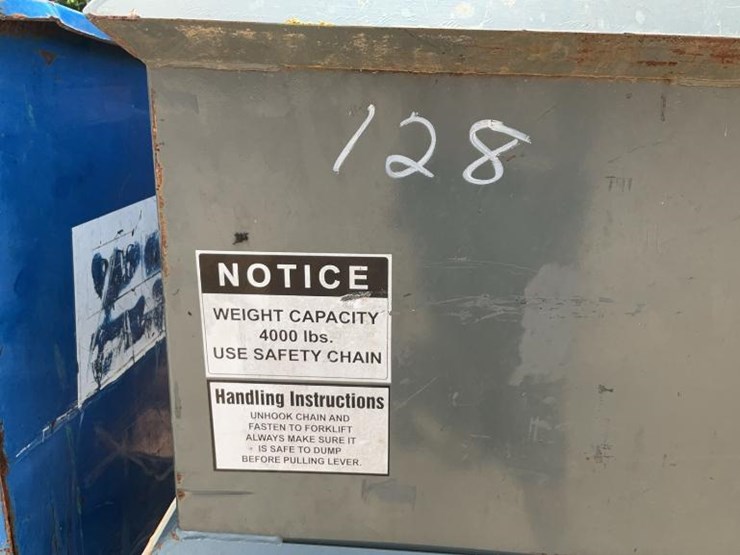 128
NOTICE
WEIGHT CAPACITY
4000 lbs.
USE SAFETY CHAIN
Handling Instructions
UNHOOK CHAIN AND
FASTEN TO FORKLIFT
ALWAYS MAKE SURE IT
IS SAFE TO DUMP
BEFORE PULLING LEVER.